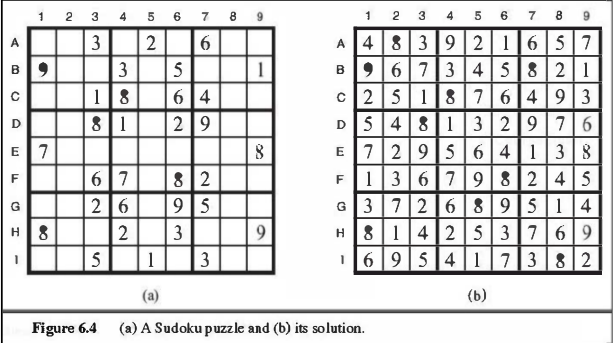 1 2 3 4 5 6 7 8 9 1 2 3 4 5 6 7 8 9
A 3 2 6 A 4 8 3 9 2 1 6 5 7
B 9 3 5 1 B 9 6 7 3 4 5 8 2 1
C 1 8 6 4 C 2 5 1 8 7 6 4 9 3
D 8 1 2 9 D 5 4 8 1 3 2 9 7 6
E 7 8 E 7 2 9 5 6 4 1 3 8
F 6 7 8 2 F 1 3 6 7 9 8 2 4 5
G 2 6 9 5 G 3 7 2 6 8 9 5 1 4
H 8 2 3 9 H 8 1 4 2 5 3 7 6 9
I 5 1 3 I 6 9 5 4 1 7 3 8 2
(a) (b)
Figure 6.4 (a) A Sudoku puzzle and (b) its solution.